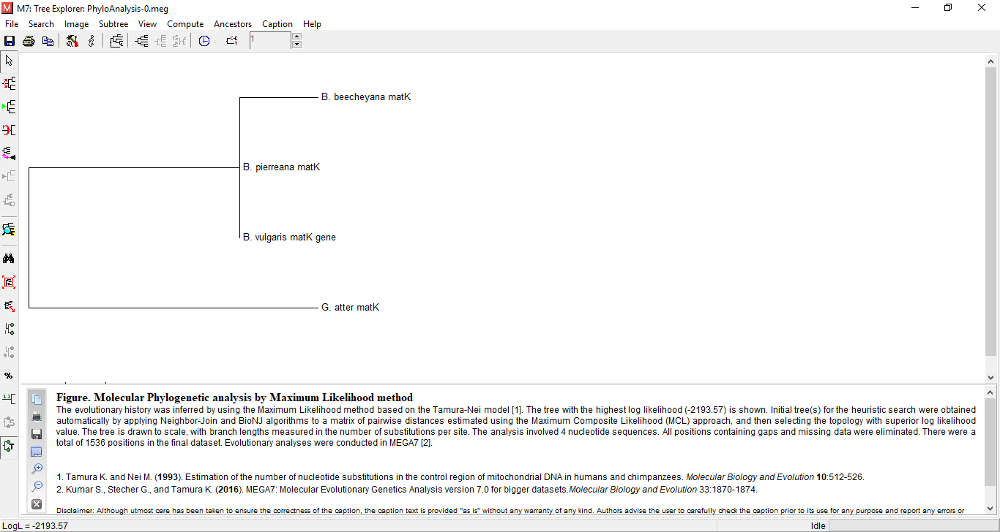 M7: Tree Explorer: PhyloAnalysis-0.meg
File Search Image Subtree View Compute Ancestors Caption Help
1
B. beecheyana matK
B. pierreana matK
B. vulgaris matK gene
G. atter matK
Figure. Molecular Phylogenetic analysis by Maximum Likelihood method
The evolutionary history was inferred by using the Maximum Likelihood method based on the Tamura-Nei model [1]. The tree with the highest log likelihood (-2193.57) is shown. Initial tree(s) for the heuristic search were obtained
automatically by applying Neighbor-Join and BioNJ algorithms to a matrix of pairwise distances estimated using the Maximum Composite Likelihood (MCL) approach, and then selecting the topology with superior log likelihood
value. The tree is drawn to scale, with branch lengths measured in the number of substitutions per site. The analysis involved 4 nucleotide sequences. All positions containing gaps and missing data were eliminated. There were a
total of 1536 positions in the final dataset. Evolutionary analyses were conducted in MEGA7 [2].
1. Tamura K. and Nei M. (1993). Estimation of the number of nucleotide substitutions in the control region of mitochondrial DNA in humans and chimpanzees. Molecular Biology and Evolution 10:512-526.
2. Kumar S., Stecher G., and Tamura K. (2016). MEGA7: Molecular Evolutionary Genetics Analysis version 7.0 for bigger datasets.Molecular Biology and Evolution 33:1870-1874.
Disclaimer: Although utmost care has been taken to ensure the correctness of the caption, the caption text is provided "as is" without any warranty of any kind. Authors advise the user to carefully check the caption prior to its use for any purpose and report any errors or
LogL = -2193.57
Idle